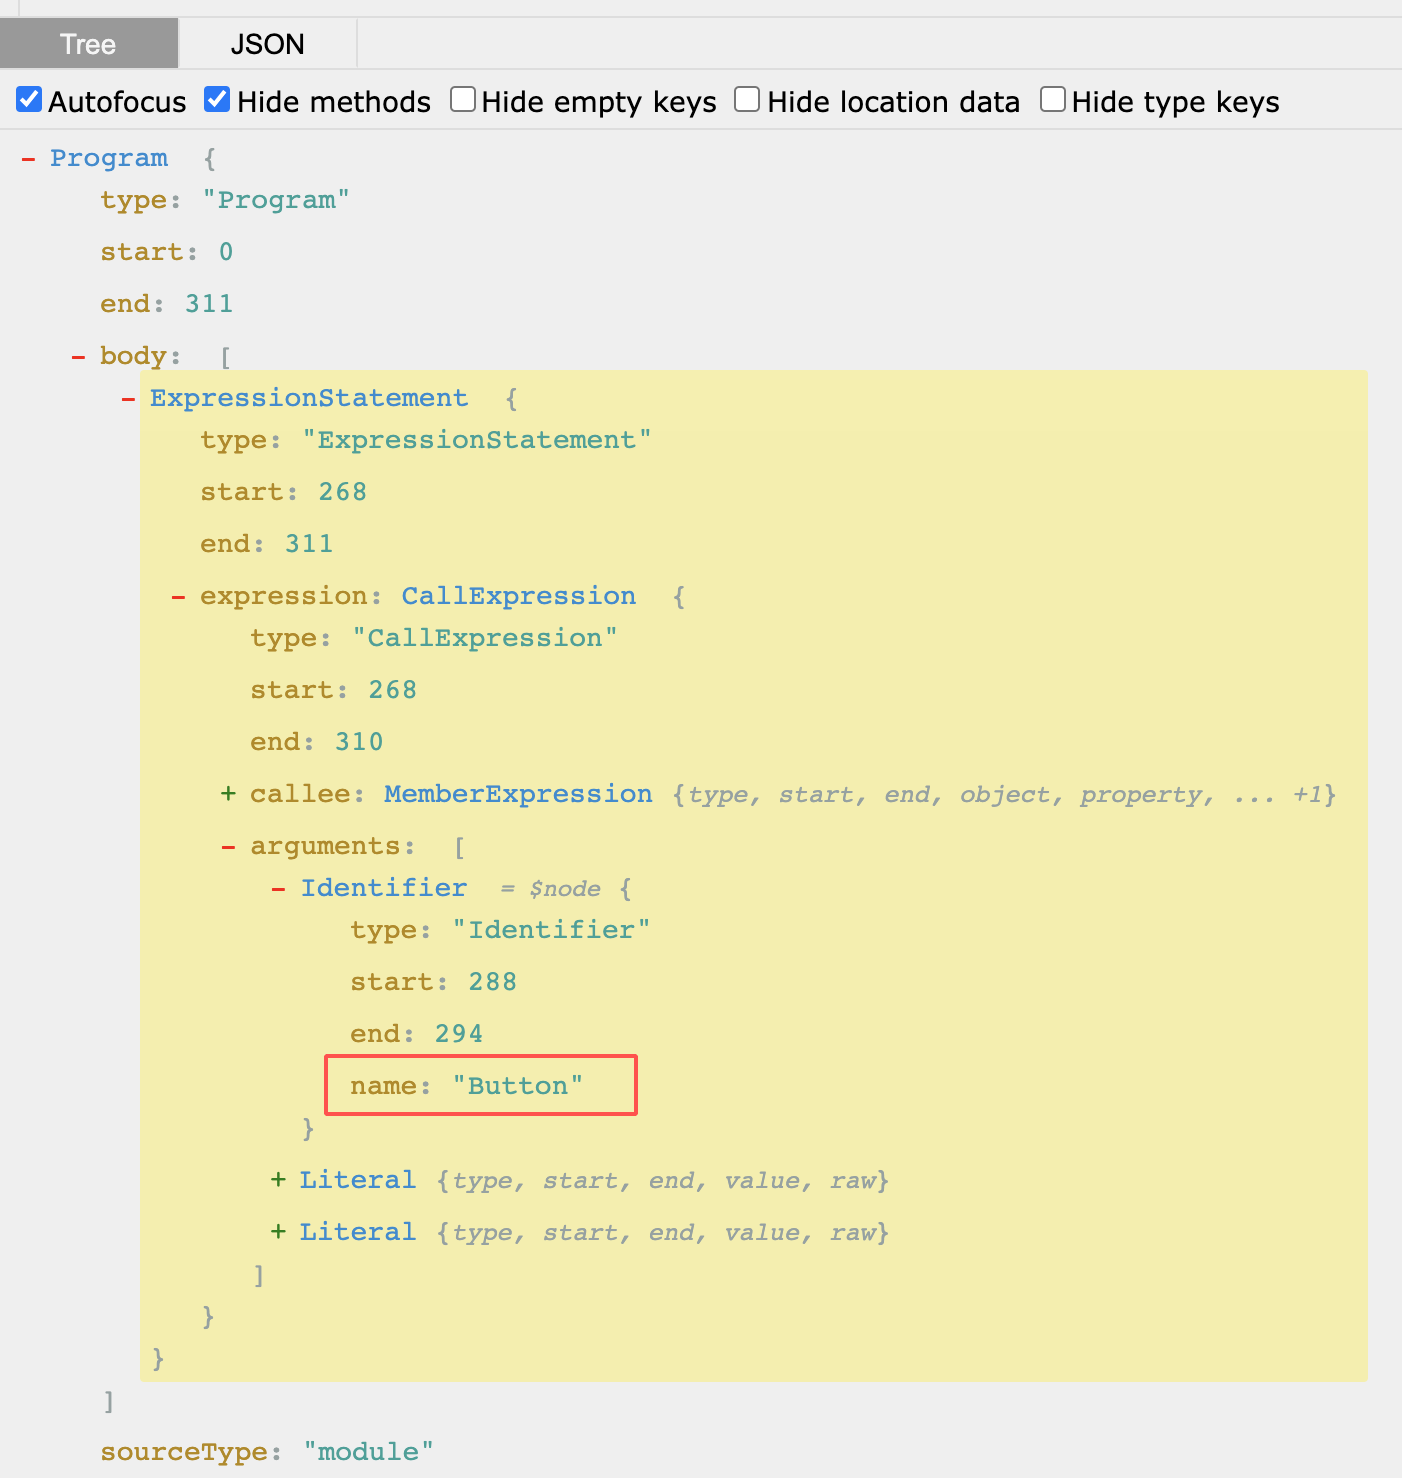 Tree JSON
Autofocus Hide methods Hide empty keys Hide location data Hide type keys
- Program {
type: "Program"
start: 0
end: 311
- body: [
- ExpressionStatement {
type: "ExpressionStatement"
start: 268
end: 311
- expression: CallExpression {
type: "CallExpression"
start: 268
end: 310
+ callee: MemberExpression {type, start, end, object, property, ... +1}
- arguments: [
- Identifier = $node {
type: "Identifier"
start: 288
end: 294
name: "Button"
}
+ Literal {type, start, end, value, raw}
+ Literal {type, start, end, value, raw}
]
}
}
]
sourceType: "module"